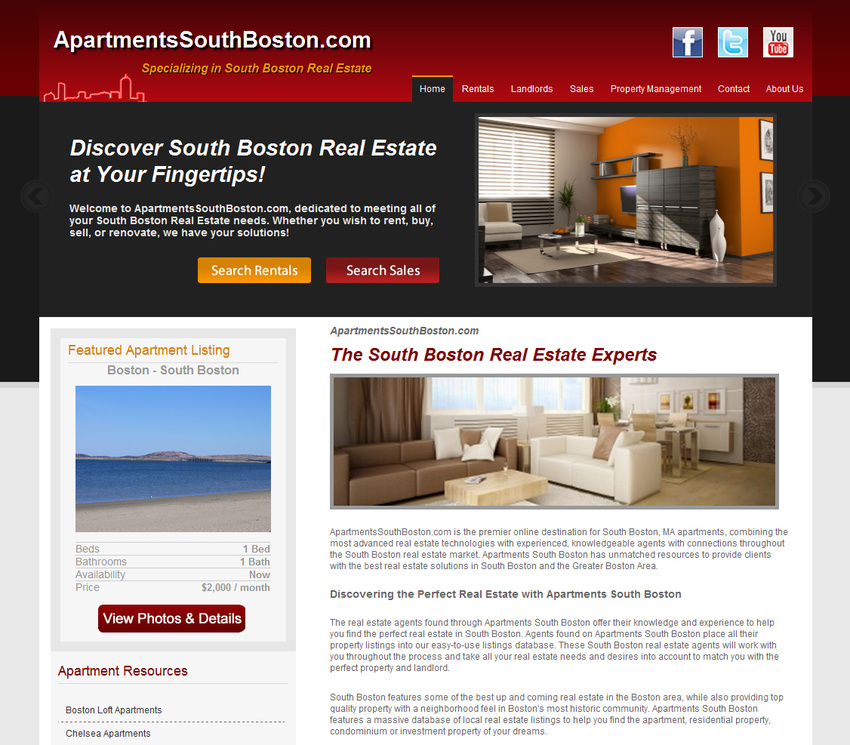 ApartmentsSouthBoston.com
Specializing in South Boston Real Estate
You
Tube
Home Rentals Landlords Sales Property Management Contact About Us
Discover South Boston Real Estate
at Your Fingertips!
Welcome to ApartmentsSouthBoston.com, dedicated to meeting all of
your South Boston Real Estate needs. Whether you wish to rent, buy,
sell, or renovate, we have your solutions!
Search Rentals Search Sales
Featured Apartment Listing
Boston - South Boston
Beds 1 Bed
Bathrooms 1 Bath
Availability Now
Price $2,000 / month
View Photos & Details
Apartment Resources
Boston Loft Apartments
Chelsea Apartments
ApartmentsSouthBoston.com
The South Boston Real Estate Experts
ApartmentsSouthBoston.com is the premier online destination for South Boston, MA apartments, combining the
most advanced real estate technologies with experienced, knowledgeable agents with connections throughout
the South Boston real estate market. Apartments South Boston has unmatched resources to provide clients
with the best real estate solutions in South Boston and the Greater Boston Area.
Discovering the Perfect Real Estate with Apartments South Boston
The real estate agents found through Apartments South Boston offer their knowledge and experience to help
you find the perfect real estate in South Boston. Agents found on Apartments South Boston place all their
property listings into our easy-to-use listings database. These South Boston real estate agents will work with
you throughout the process and take all your real estate needs and desires into account to match you with the
perfect property and landlord.
South Boston features some of the best up and coming real estate in the Boston area, while also providing top
quality property with a neighborhood feel in Boston's most historic community. Apartments South Boston
features a massive database of local real estate listings to help you find the apartment, residential property,
condominium or investment property of your dreams.